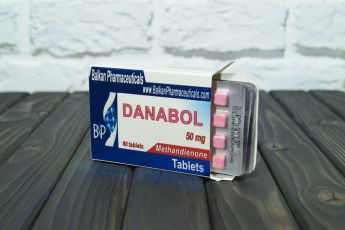 Balkan Pharmaceuticals
www.BalkanPharmaceuticals.com
BP
DANABOL
50 mg
60 tablets
Methandienone
Tablets